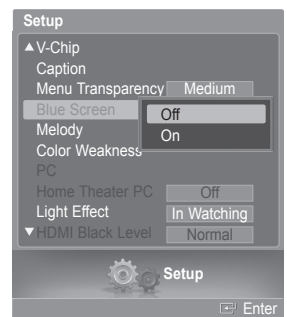 Setup
▲V-Chip
Caption
Menu Transparency Medium
Blue Screen Off
On
Melody
Color Weakness
PC
Home Theater PC Off
Light Effect In Watching
▼HDMI Black Level Normal
Setup
Enter